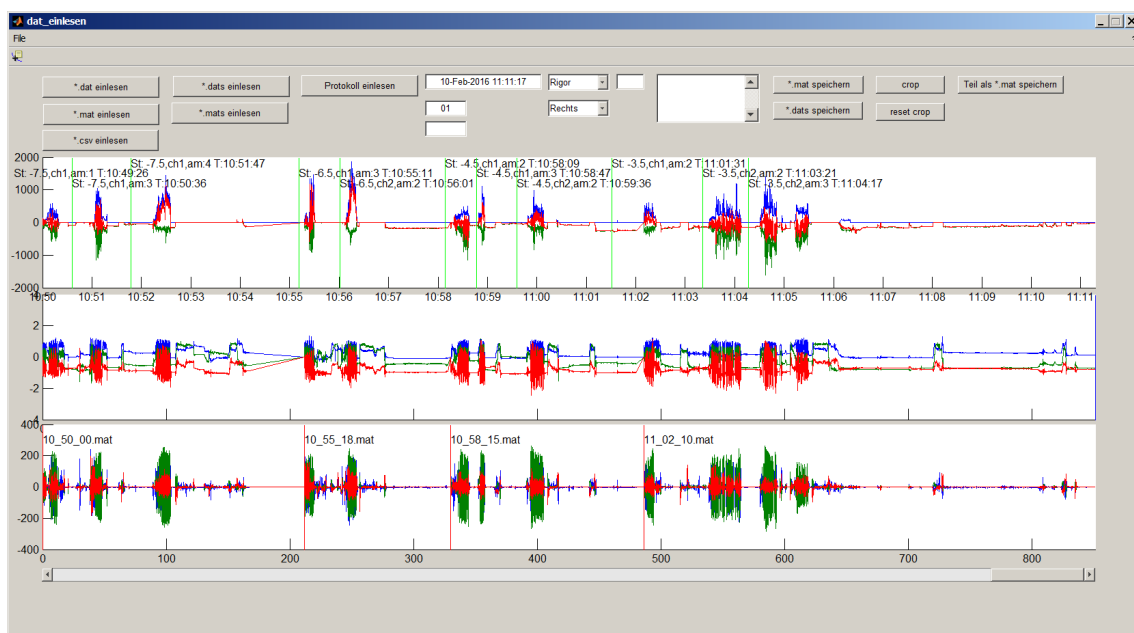 dat_einlesen
File
*.dat einlesen *.dats einlesen Protokoll einlesen 10-Feb-2016 11:11:17 Rigor *.mat speichern crop Teil als *.mat speichern
*.mat einlesen *.mats einlesen 01 Rechts *.dats speichern reset crop
*.csv einlesen
2000
St: -7.5,ch1,am:4 T:10:51:47 St: -4.5,ch1,am:2 T:10:58:09 St: -3.5,ch1,am:2 T:11:01:31
St: -7.5,ch1,am:1 T:10:49:26 St: -6.5,ch1,am:3 T:10:55:11 St: -4.5,ch1,am:3 T:10:58:47 St: -3.5,ch2,am:2 T:11:03:21
St: -7.5,ch1,am:3 T:10:50:36 St: -6.5,ch2,am:2 T:10:56:01 St: -4.5,ch2,am:2 T:10:59:36 St: -3.5,ch2,am:3 T:11:04:17
1000
0
-1000
-2000
10:50 10:51 10:52 10:53 10:54 10:55 10:56 10:57 10:58 10:59 11:00 11:01 11:02 11:03 11:04 11:05 11:06 11:07 11:08 11:09 11:10 11:11
4
2
0
-2
-4
400
10_50_00.mat 10_55_18.mat 10_58_15.mat 11_02_10.mat
200
0
-200
-400
0 100 200 300 400 500 600 700 800